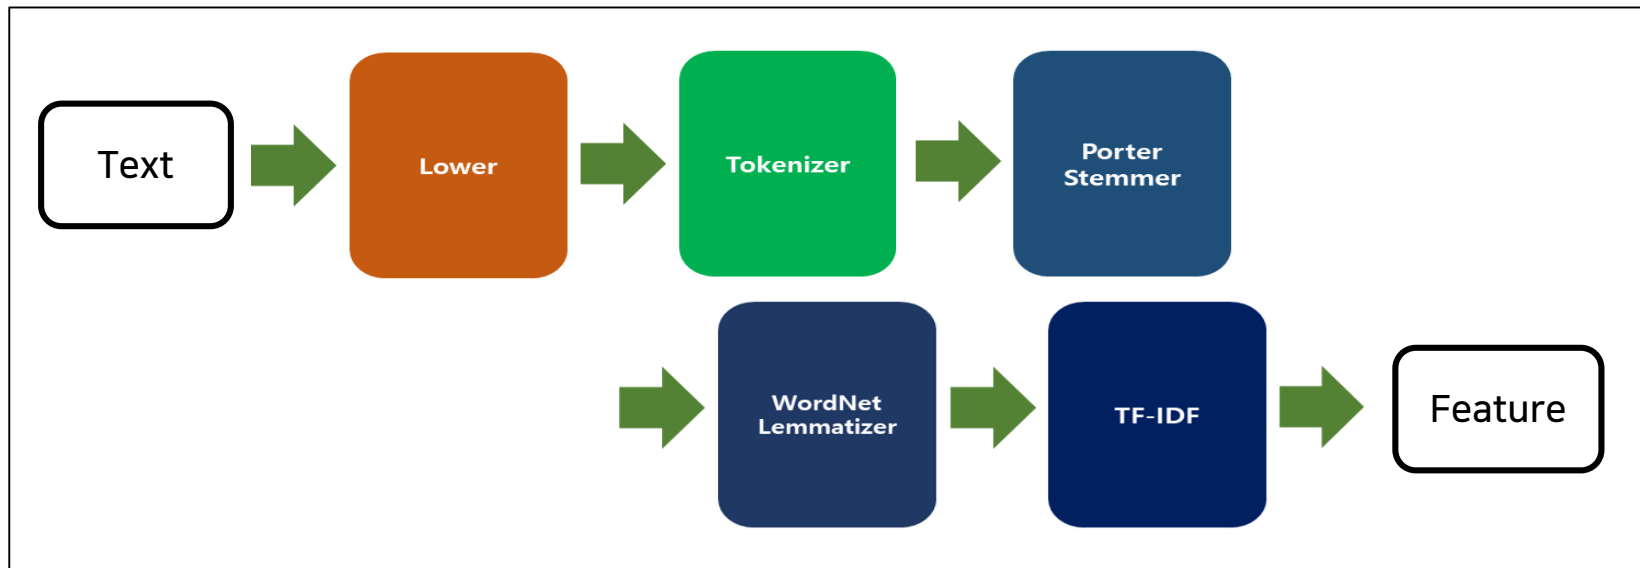 Text
Lower
Tokenizer
Porter
Stemmer
WordNet
Lemmatizer
TF-IDF
Feature